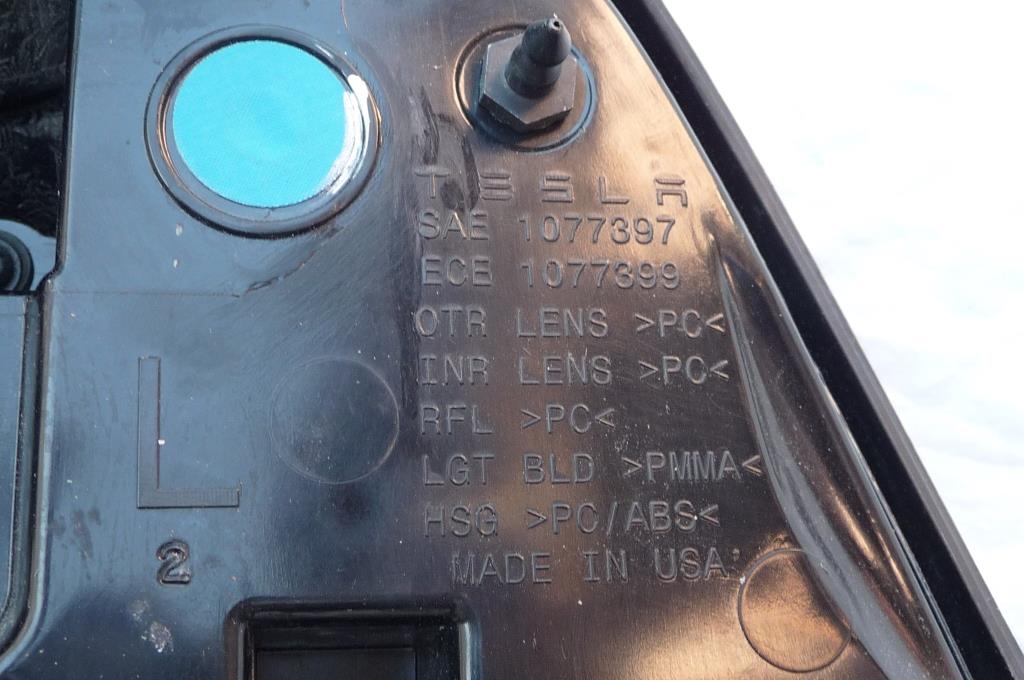 TESLA
SAE 1077397
ECE 1077399
OTR LENS >PC<
INR LENS >PC<
RFL >PC<
LGT BLD >PMMA<
HSG >PC/ABS<
MADE IN USA
L
2